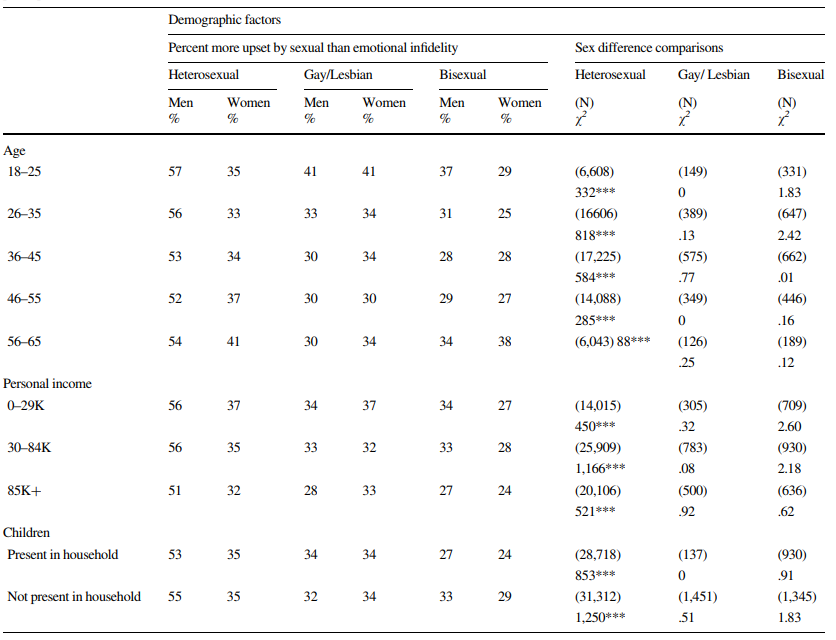 Demographic factors
Percent more upset by sexual than emotional infidelity Sex difference comparisons
Heterosexual Gay/Lesbian Bisexual Heterosexual Gay/ Lesbian Bisexual
Men Women Men Women Men Women (N) (N) (N)
% % % % % % χ2 χ2 χ2
Age
18–25 57 35 41 41 37 29 (6,608) (149) (331)
332*** 0 1.83
26–35 56 33 33 34 31 25 (16606) (389) (647)
818*** .13 2.42
36–45 53 34 30 34 28 28 (17,225) (575) (662)
584*** .77 .01
46–55 52 37 30 30 29 27 (14,088) (349) (446)
285*** 0 .16
56–65 54 41 30 34 34 38 (6,043) 88*** (126) (189)
.25 .12
Personal income
0–29K 56 37 34 37 34 27 (14,015) (305) (709)
450*** .32 2.60
30–84K 56 35 33 32 33 28 (25,909) (783) (930)
1,166*** .08 2.18
85K+ 51 32 28 33 27 24 (20,106) (500) (636)
521*** .92 .62
Children
Present in household 53 35 34 34 27 24 (28,718) (137) (930)
853*** 0 .91
Not present in household 55 35 32 34 33 29 (31,312) (1,451) (1,345)
1,250*** .51 1.83